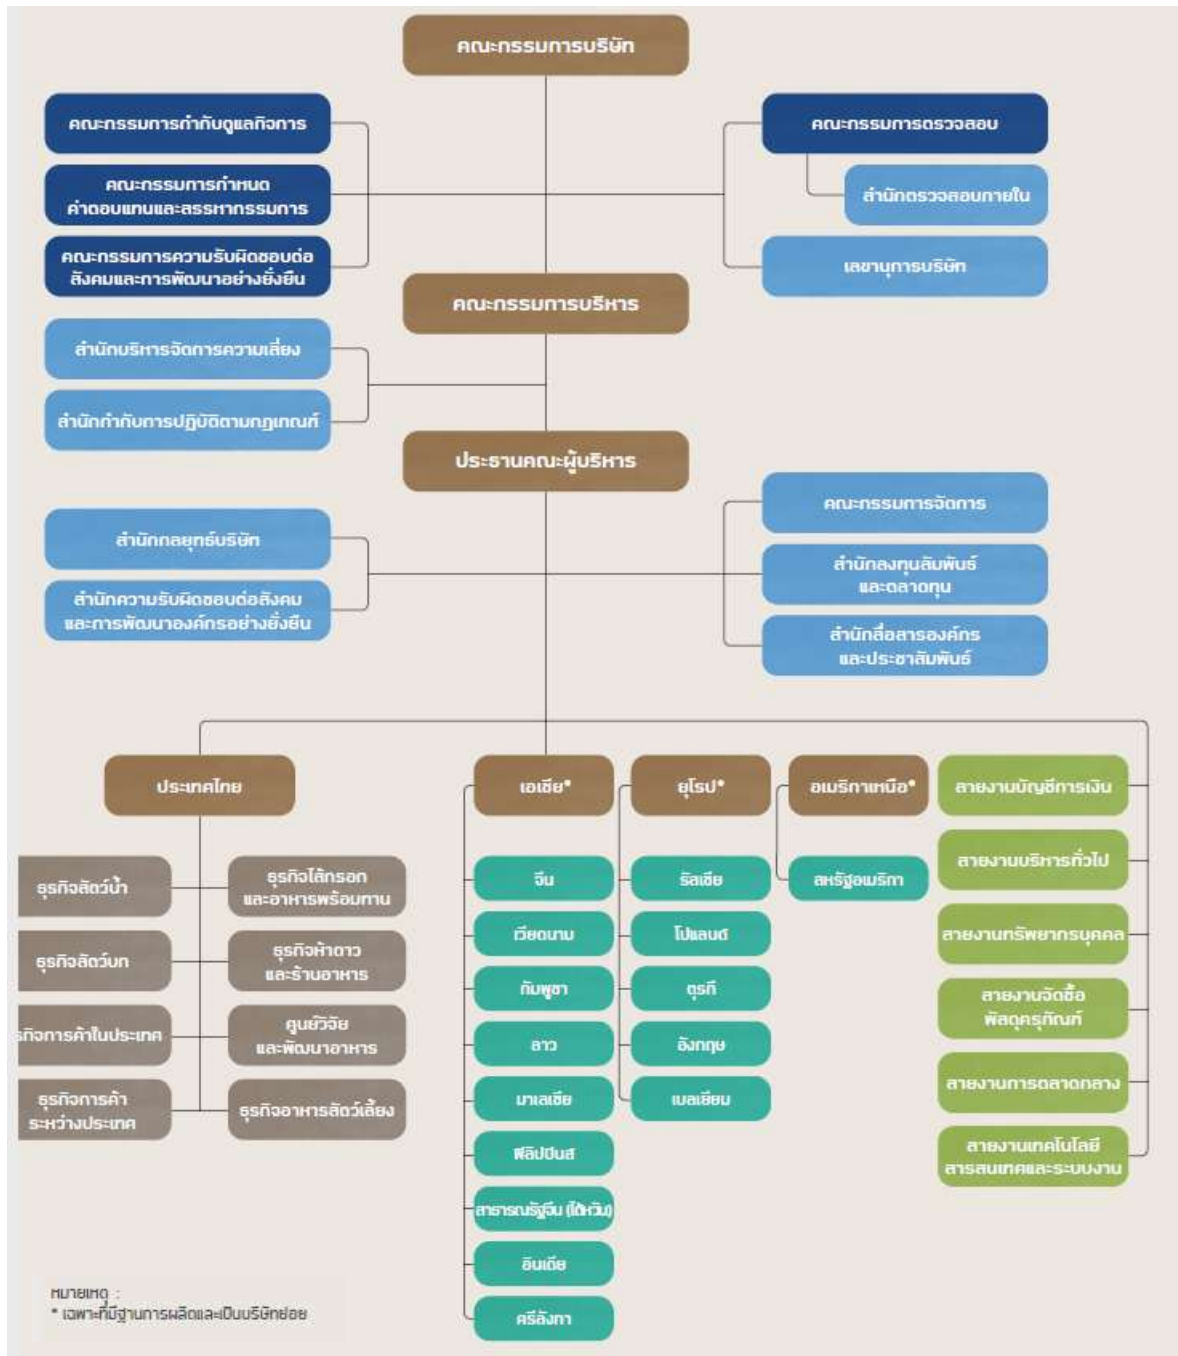 คณะกรรมการบริษัท
คณะกรรมการกำกับดูแลกิจการ
คณะกรรมการตรวจสอบ
คณะกรรมการกำหนด
ค่าตอบแทนและสรรหากรรมการ
สำนักตรวจสอบภายใน
คณะกรรมการความรับผิดชอบต่อ
สังคมและการพัฒนาอย่างยั่งยืน
เลขานุการบริษัท
คณะกรรมการบริหาร
สำนักบริหารจัดการความเสี่ยง
สำนักกำกับการปฏิบัติตามกฎเกณฑ์
ประธานคณะผู้บริหาร
คณะกรรมการจัดการ
สำนักกลยุทธ์บริษัท
สำนักลงทุนสัมพันธ์
และตลาดทุน
สำนักความรับผิดชอบต่อสังคม
และการพัฒนาองค์กรอย่างยั่งยืน
สำนักสื่อสารองค์กร
และประชาสัมพันธ์
ประเทศไทย
ธุรกิจสัตว์น้ำ
ธุรกิจไส้กรอก
และอาหารพร้อมทาน
ธุรกิจสัตว์บก
ธุรกิจห้าดาว
และร้านอาหาร
รกิจการค้าในประเทศ
ศูนย์วิจัย
และพัฒนาอาหาร
ธุรกิจการค้า
ระหว่างประเทศ
ธุรกิจอาหารสัตว์เลี้ยง
เอเชีย*
จีน
เวียดนาม
กัมพูชา
ลาว
มาเลเซีย
ฟิลิปปินส์
สาธารณรัฐจีน (ไต้หวัน)
อินเดีย
ศรีลังกา
ยุโรป*
รัสเซีย
โปแลนด์
ตุรกี
อังกฤษ
เบลเยียม
อเมริกาเหนือ*
สหรัฐอเมริกา
สายงานบัญชีการเงิน
สายงานบริหารทั่วไป
สายงานทรัพยากรบุคคล
สายงานจัดซื้อ
พัสดุครุภัณฑ์
สายงานการตลาดกลาง
สายงานเทคโนโลยี
สารสนเทศและระบบงาน
หมายเหตุ :
* เฉพาะที่มีฐานการผลิตและเป็นบริษัทย่อย